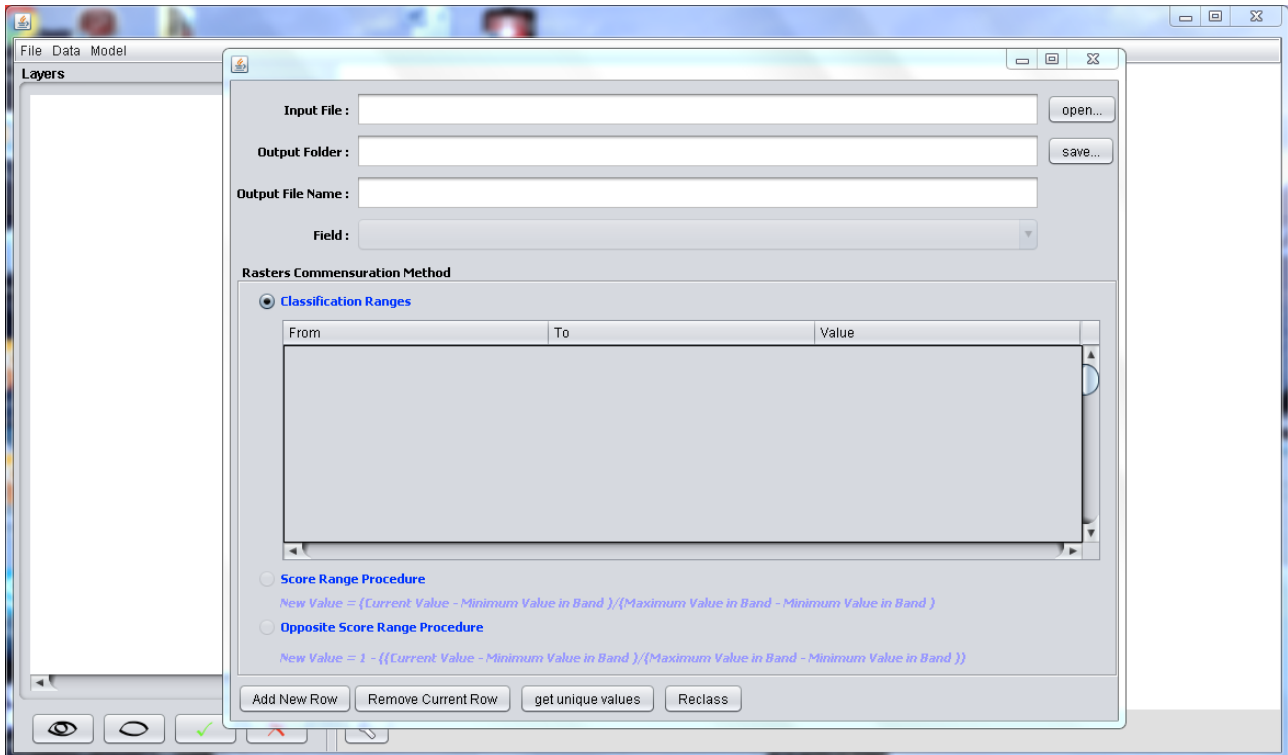 File Data Model
Layers
Input File :
open...
Output Folder :
save...
Output File Name :
Field :
Rasters Commensuration Method
Classification Ranges
From To Value
Score Range Procedure
New Value = (Current Value - Minimum Value in Band )/(Maximum Value in Band - Minimum Value in Band )
Opposite Score Range Procedure
New Value = 1 - ((Current Value - Minimum Value in Band )/(Maximum Value in Band - Minimum Value in Band ))
Add New Row Remove Current Row get unique values Reclass